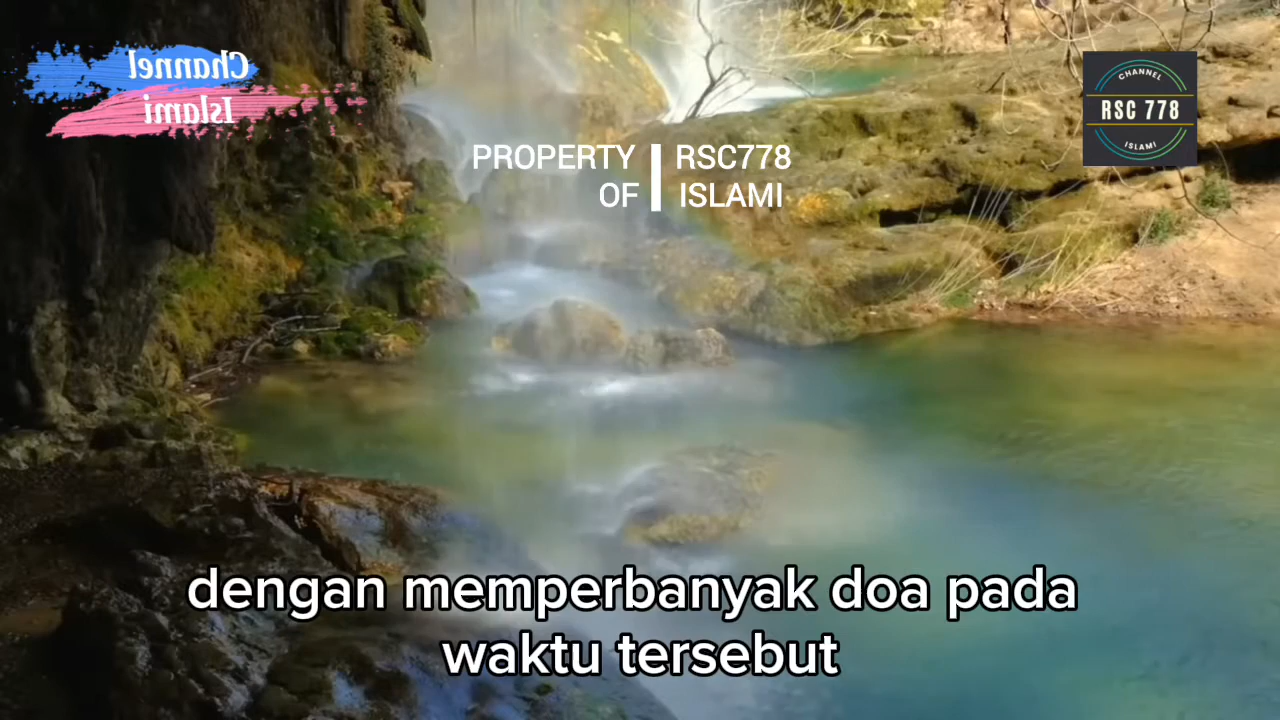 Channel
Islami
CHANNEL
RSC 778
ISLAMI
PROPERTY OF
RSC778 ISLAMI
dengan memperbanyak doa pada
waktu tersebut